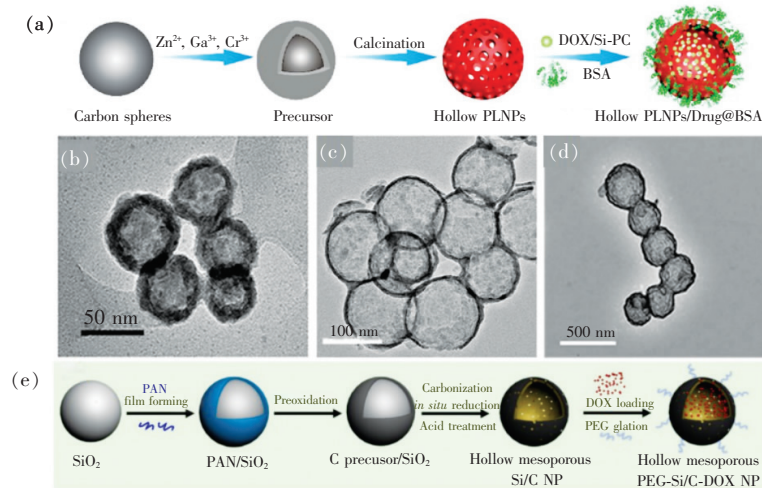 (a)
Zn²⁺, Ga³⁺, Cr³⁺
Calcination
DOX/Si-PC
BSA
Carbon spheres
Precursor
Hollow PLNPs
Hollow PLNPs/Drug@BSA
(b)
50 nm
(c)
100 nm
(d)
500 nm
(e)
PAN
film forming
Preoxidation
Carbonization
in situ reduction
Acid treatment
DOX loading
PEG glation
SiO₂
PAN/SiO₂
C precusor/SiO₂
Hollow mesoporous
Si/C NP
Hollow mesoporous
PEG-Si/C-DOX NP